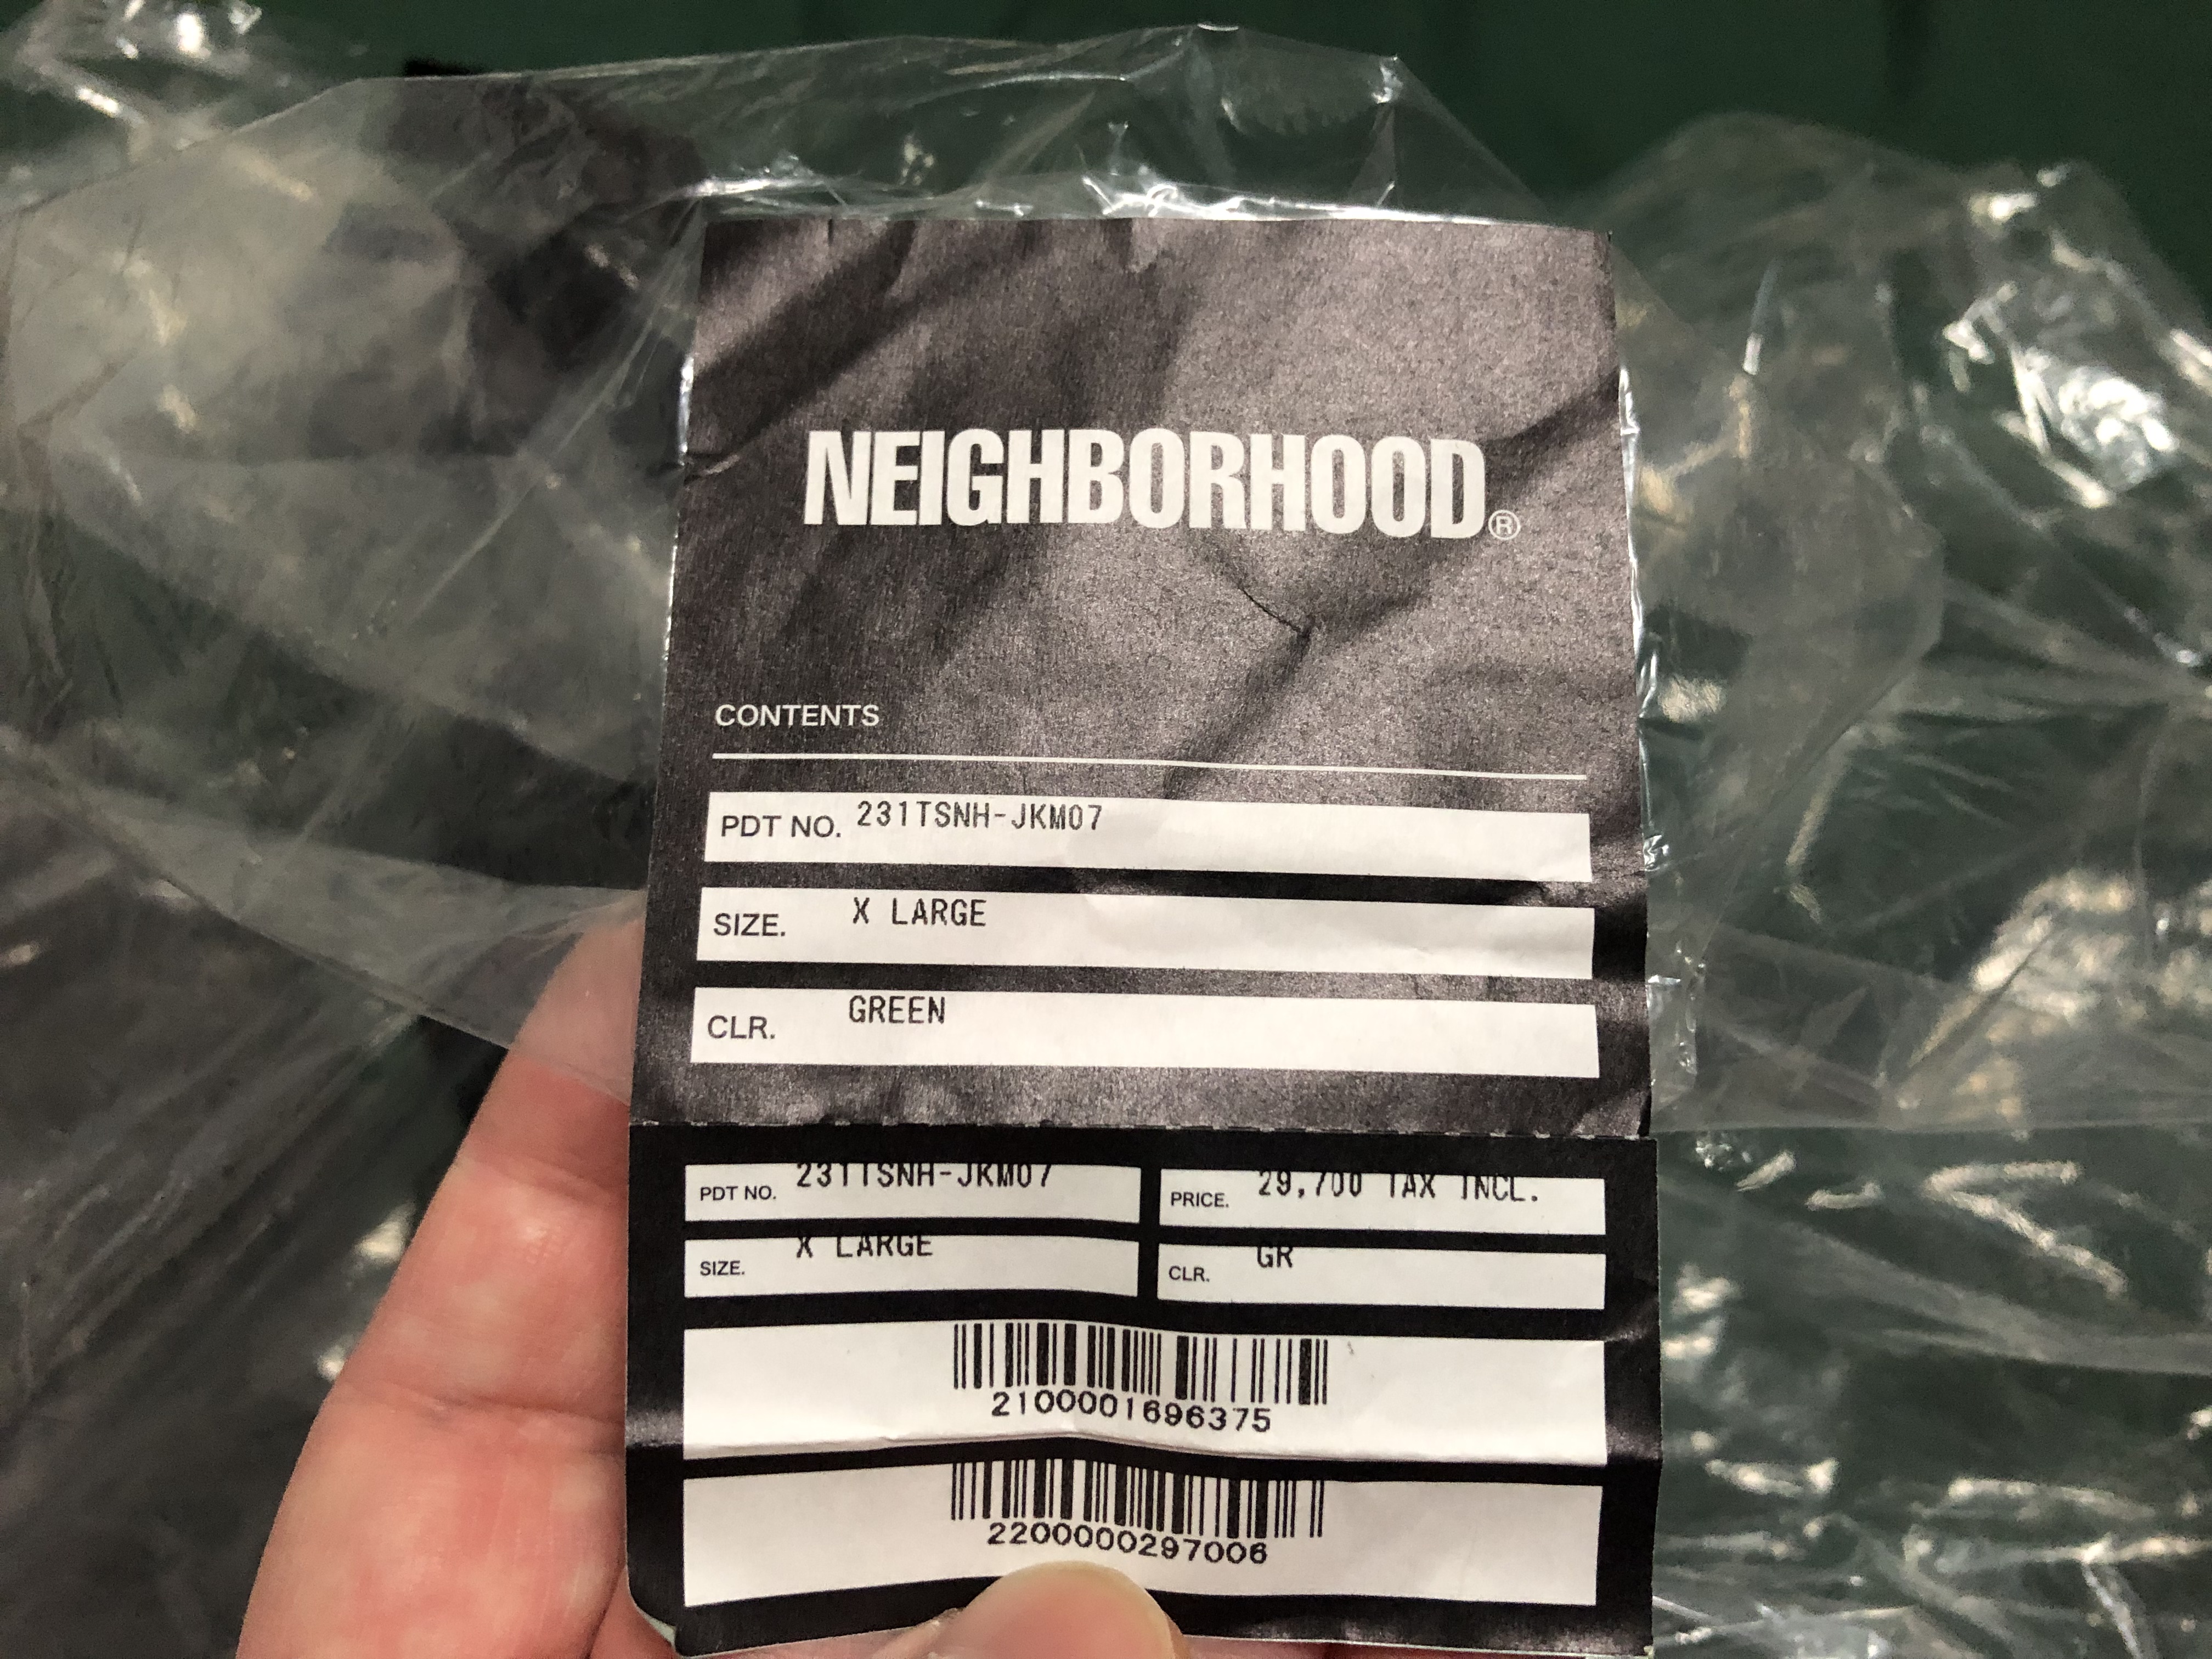 NEIGHBORHOOD®
CONTENTS
PDT NO. 231TSNH-JKM07
SIZE. X LARGE
CLR. GREEN
PDT NO. 231TSNH-JKM07
PRICE. 29,700 TAX INCL.
SIZE. X LARGE
CLR. GR
2100001696375
2200000297006